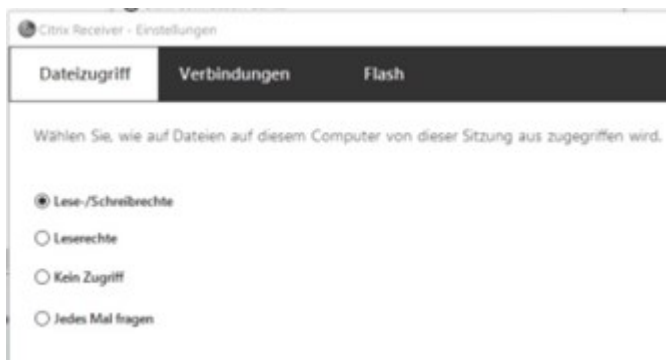 Citrix Receiver - Einstellungen
Dateizugriff Verbindungen Flash
Wählen Sie, wie auf Dateien auf diesem Computer von dieser Sitzung aus zugegriffen wird.
Lese-/Schreibrechte
Leserechte
Kein Zugriff
Jedes Mal fragen